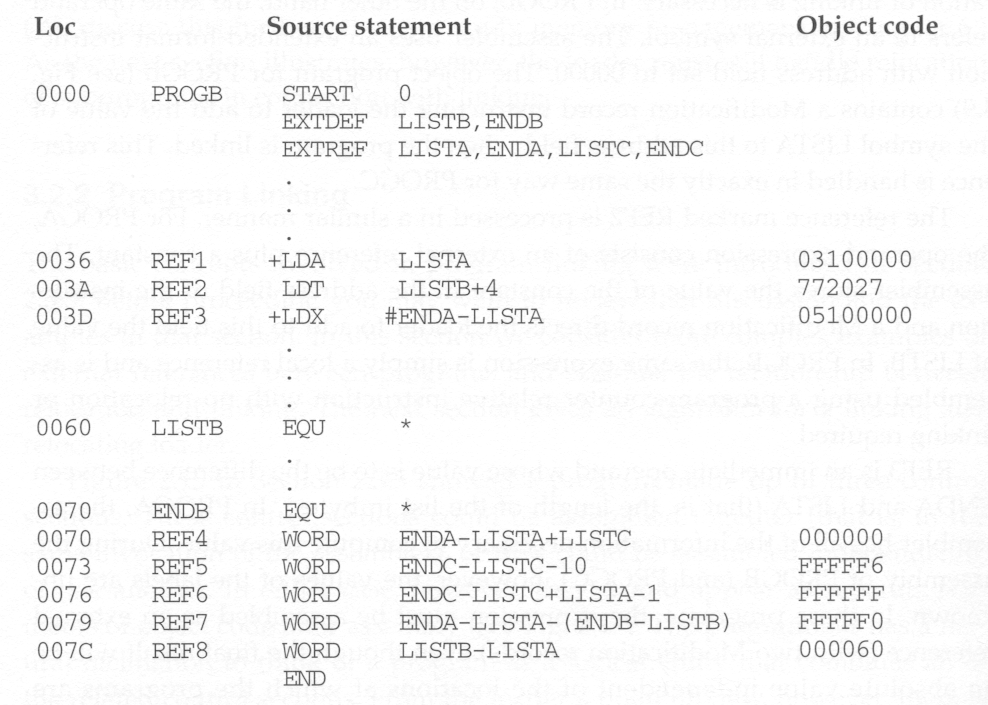 Loc Source statement Object code
0000 PROGB START 0
EXTDEF LISTB,ENDB
EXTREF LISTA,ENDA,LISTC,ENDC
.
.
.
0036 REF1 +LDA LISTA 03100000
003A REF2 LDT LISTB+4 772027
003D REF3 +LDX #ENDA-LISTA 05100000
.
.
.
0060 LISTB EQU *
.
.
0070 ENDB EQU *
0070 REF4 WORD ENDA-LISTA+LISTC 000000
0073 REF5 WORD ENDC-LISTC-10 FFFFF6
0076 REF6 WORD ENDC-LISTC+LISTA-1 FFFFFF
0079 REF7 WORD ENDA-LISTA-(ENDB-LISTB) FFFFF0
007C REF8 WORD LISTB-LISTA 000060
END